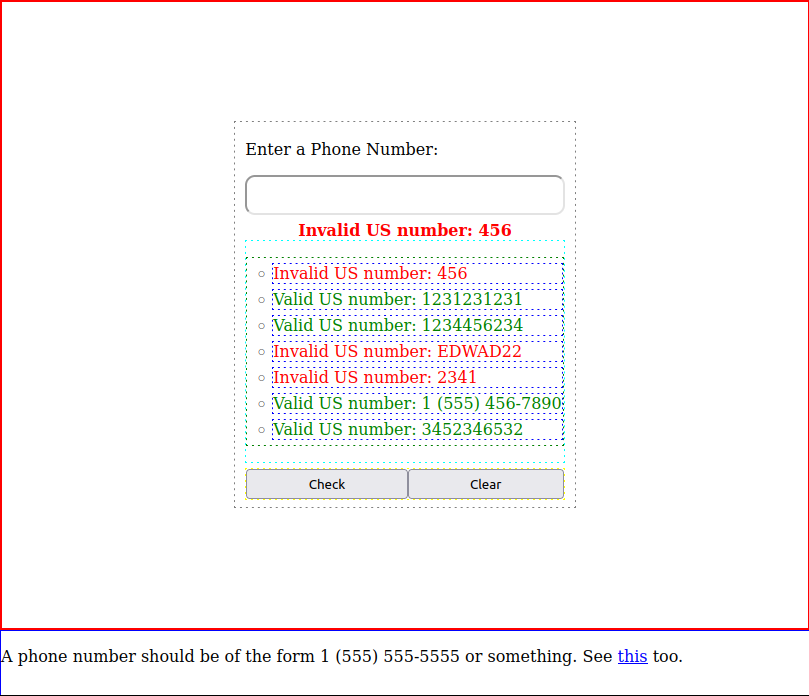 Enter a Phone Number:
Invalid US number: 456
Invalid US number: 456
Valid US number: 1231231231
Valid US number: 1234456234
Invalid US number: EDWAD22
Invalid US number: 2341
Valid US number: 1 (555) 456-7890
Valid US number: 3452346532
Check Clear
A phone number should be of the form 1 (555) 555-5555 or something. See this too.